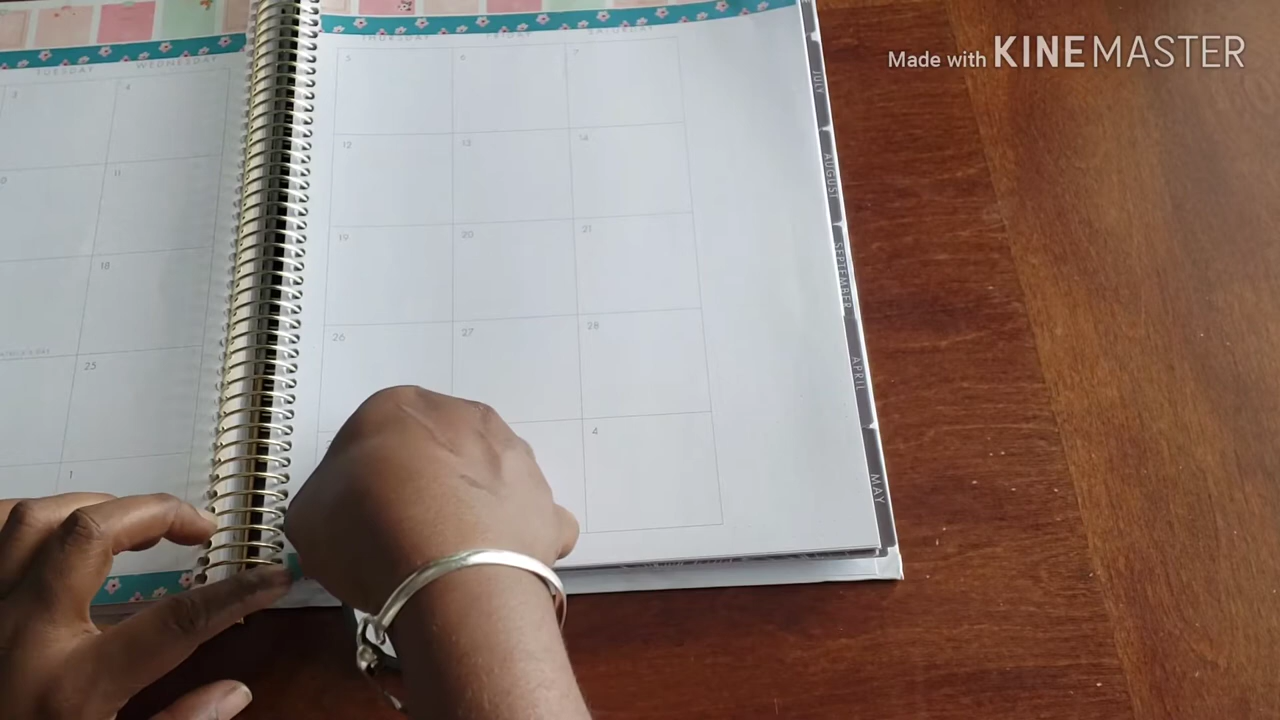 Made with KINEMASTER
TUESDAY WEDNESDAY
THURSDAY FRIDAY SATURDAY
3 4
5 6 7
11
12 13 14
18
19 20 21
25
26 27 28
1
4
JULY
AUGUST
SEPTEMBER
APRIL
MAY